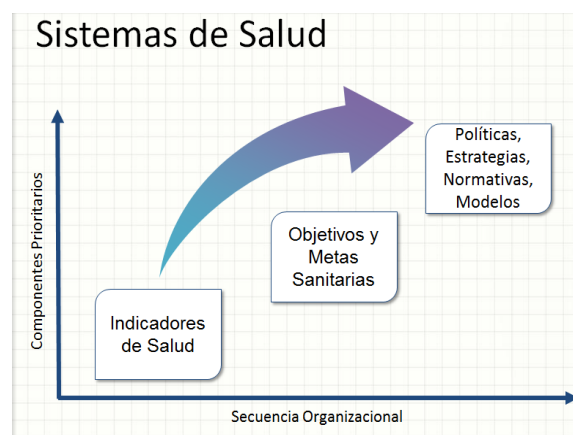 Sistemas de Salud
Políticas,
Estrategias,
Normativas,
Modelos
Objetivos y
Metas
Sanitarias
Indicadores
de Salud
Componentes Prioritarios
Secuencia Organizacional